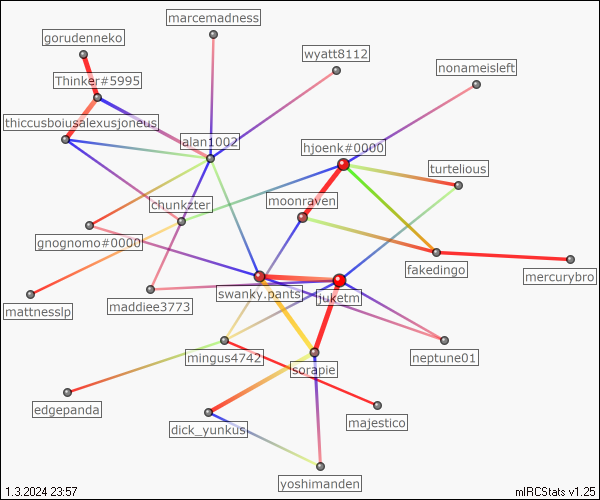 marcemadness
gorudenneko
wyatt8112
nonameisleft
Thinker#5995
thiccusboiusalexusjoneus
alan1002
hjoenk#0000
turtelious
moonraven
chunkzter
gnognomo#0000
fakedingo
mercurybro
swanky.pants
juketm
mattnesslp
maddiee3773
mingus4742
neptune01
sorapie
edgepanda
majestico
dick_yunkus
yoshimanden
1.3.2024 23:57
mIRCStats v1.25